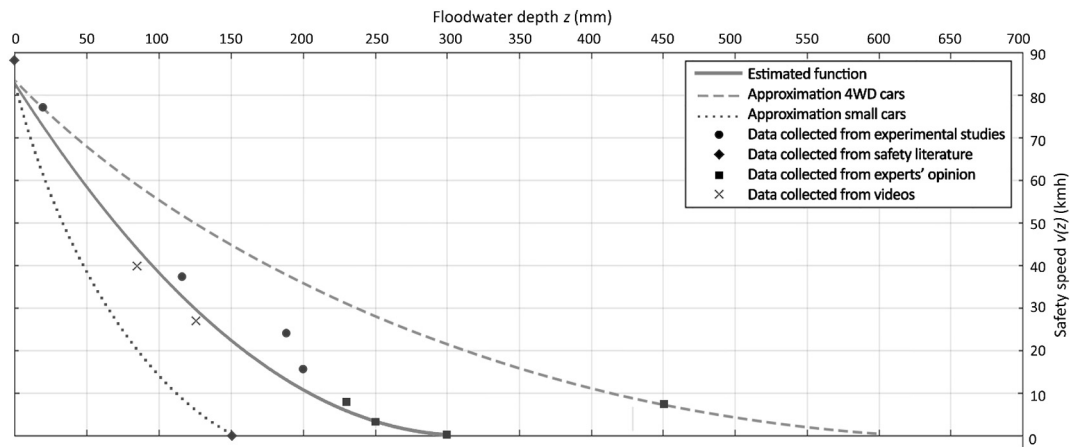 Floodwater depth z (mm)
0 50 100 150 200 250 300 350 400 450 500 550 600 650 700
90
80
70
60
50
40
30
20
10
0
Safety speed v(z) (kmh)
Estimated function
Approximation 4WD cars
Approximation small cars
Data collected from experimental studies
Data collected from safety literature
Data collected from experts' opinion
Data collected from videos